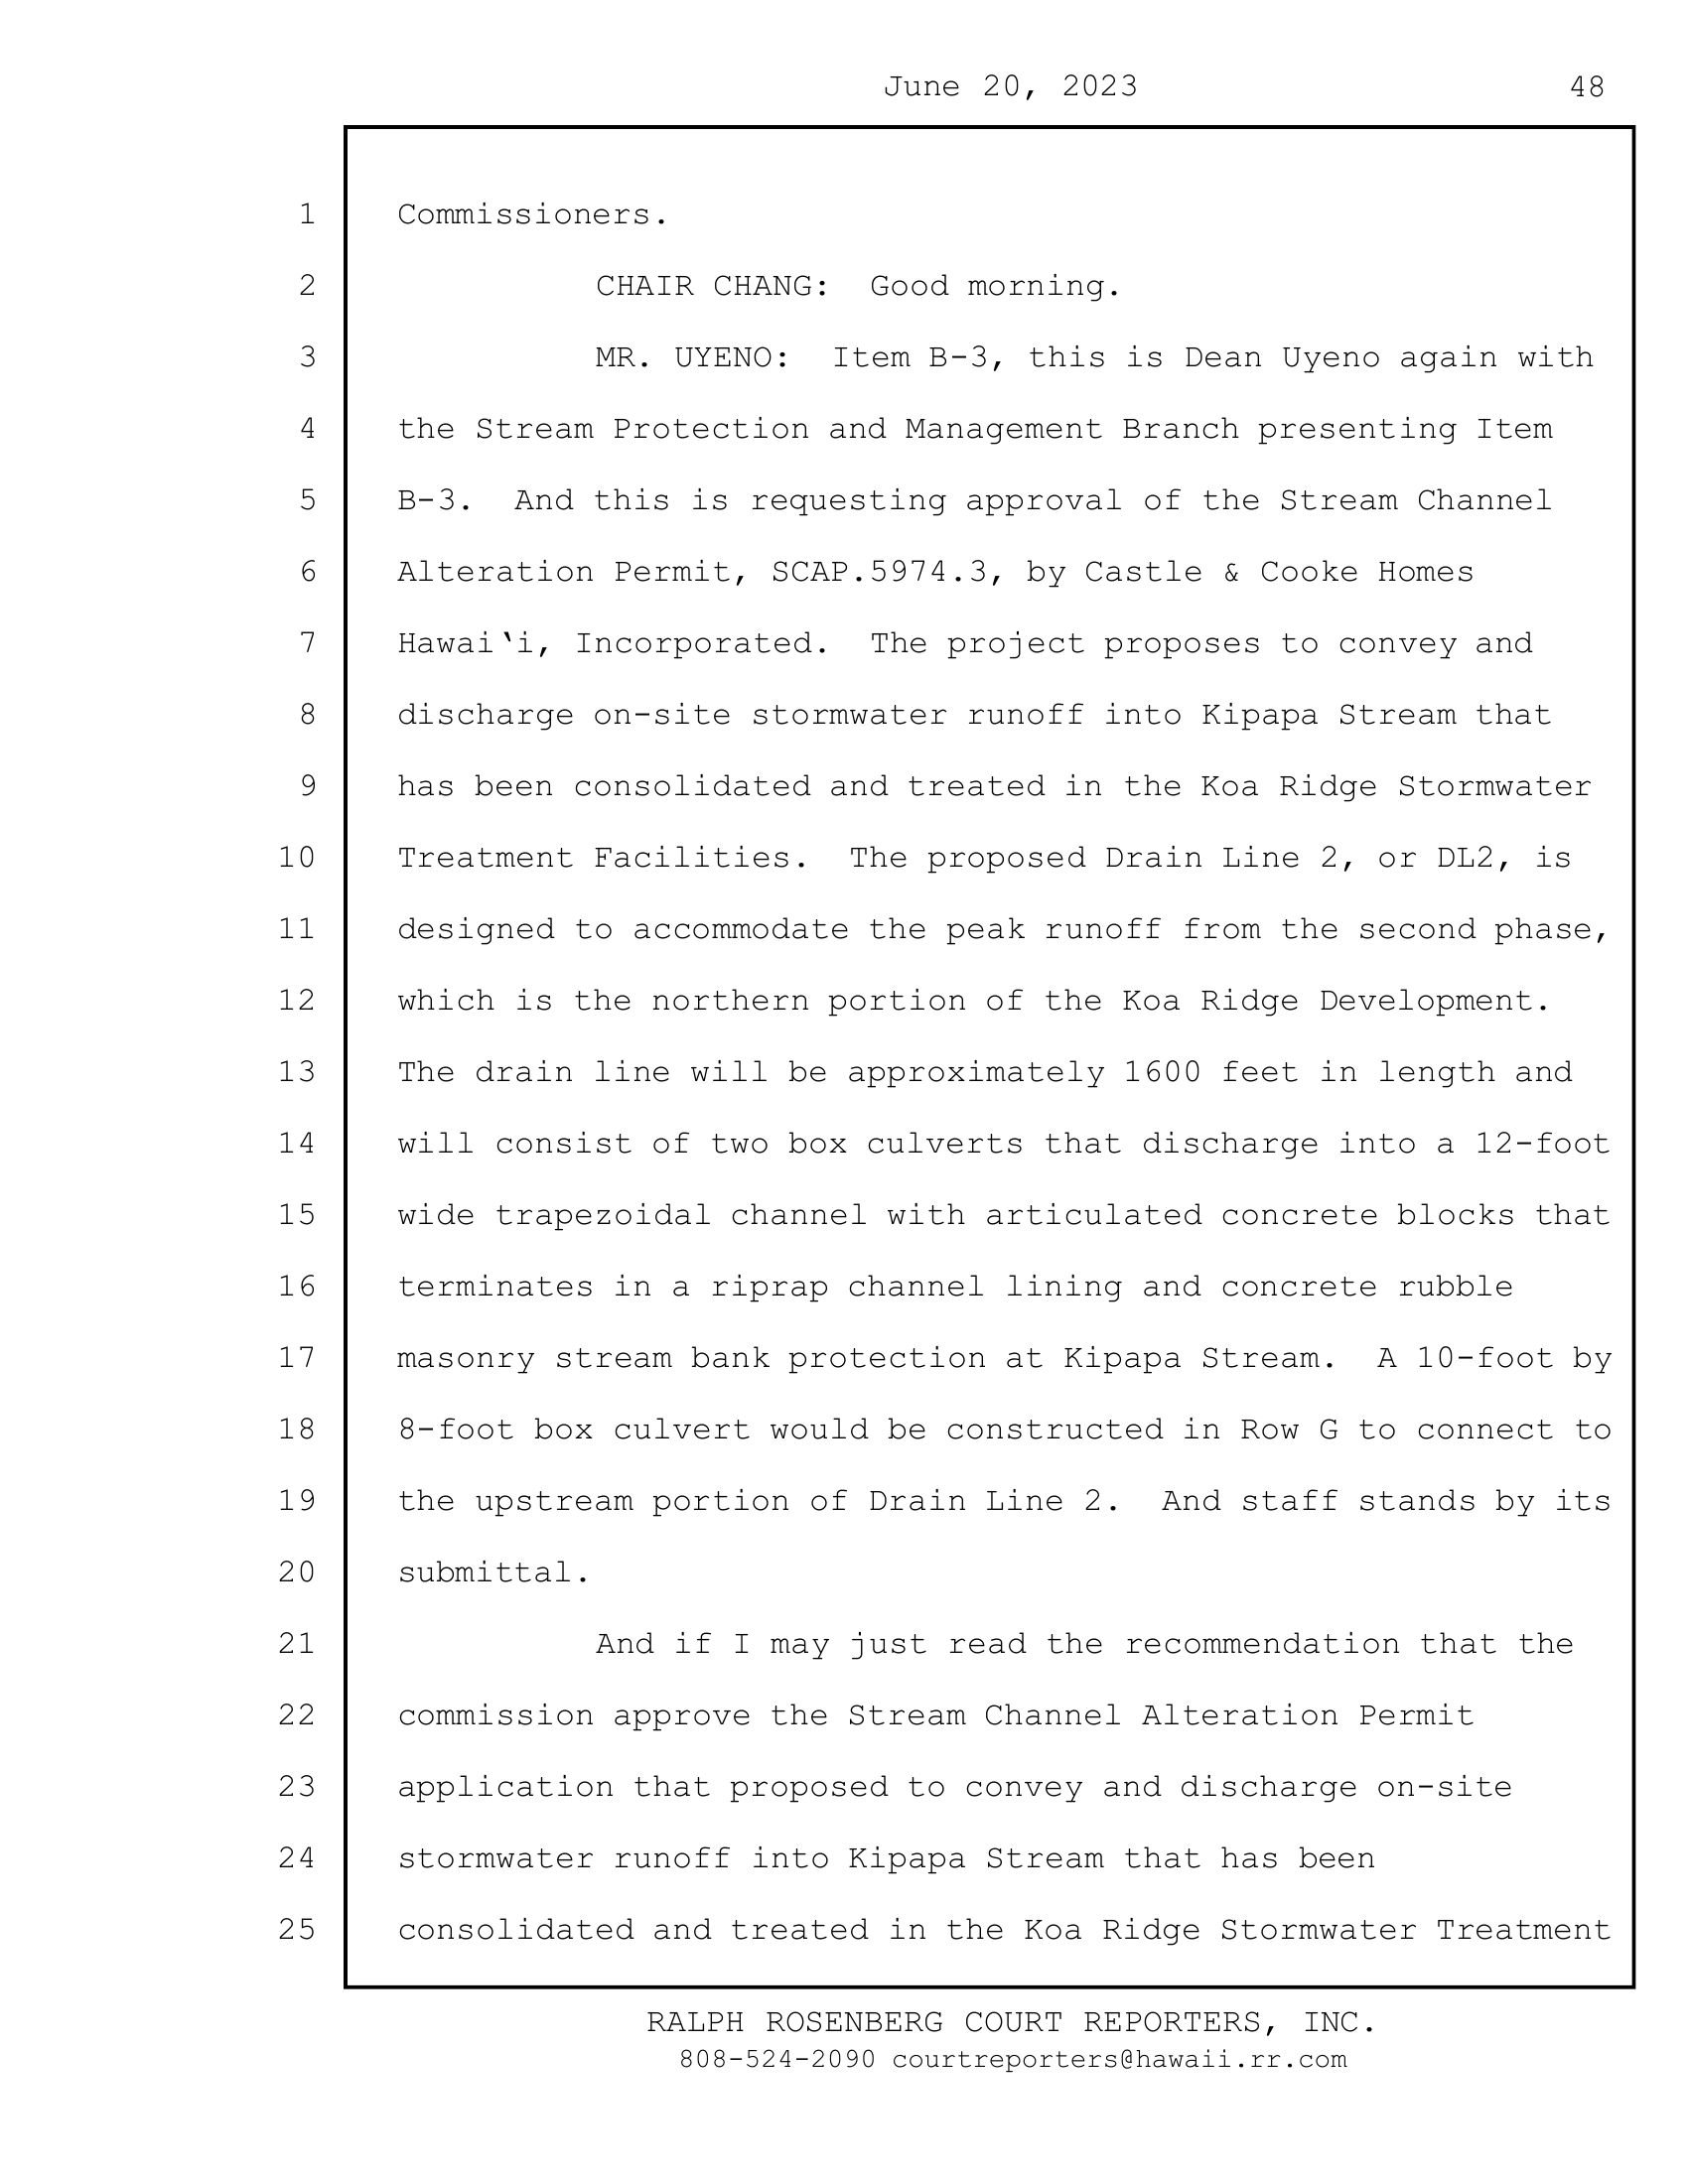 June 20, 2023 48
1 Commissioners.
2 CHAIR CHANG:  Good morning.
3 MR. UYENO:  Item B-3, this is Dean Uyeno again with
4 the Stream Protection and Management Branch presenting Item
5 B-3.  And this is requesting approval of the Stream Channel
6 Alteration Permit, SCAP.5974.3, by Castle & Cooke Homes
7 Hawai‘i, Incorporated.  The project proposes to convey and
8 discharge on-site stormwater runoff into Kipapa Stream that
9 has been consolidated and treated in the Koa Ridge Stormwater
10 Treatment Facilities.  The proposed Drain Line 2, or DL2, is
11 designed to accommodate the peak runoff from the second phase,
12 which is the northern portion of the Koa Ridge Development.
13 The drain line will be approximately 1600 feet in length and
14 will consist of two box culverts that discharge into a 12-foot
15 wide trapezoidal channel with articulated concrete blocks that
16 terminates in a riprap channel lining and concrete rubble
17 masonry stream bank protection at Kipapa Stream.  A 10-foot by
18 8-foot box culvert would be constructed in Row G to connect to
19 the upstream portion of Drain Line 2.  And staff stands by its
20 submittal.
21 And if I may just read the recommendation that the
22 commission approve the Stream Channel Alteration Permit
23 application that proposed to convey and discharge on-site
24 stormwater runoff into Kipapa Stream that has been
25 consolidated and treated in the Koa Ridge Stormwater Treatment
RALPH ROSENBERG COURT REPORTERS, INC.
808-524-2090 courtreporters@hawaii.rr.com